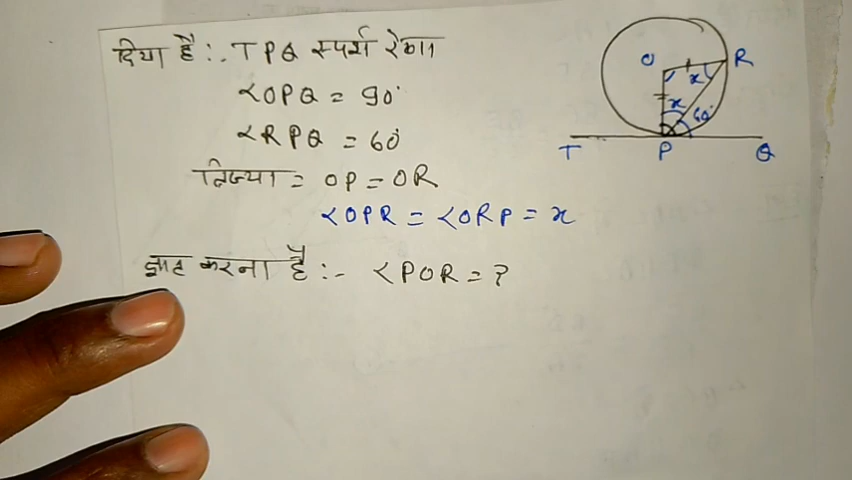 दिया है :- TPQ स्पर्श रेखा
<OPQ = 90°
<RPQ = 60°
त्रिज्या = OP = OR
<OPR = <ORP = x
ज्ञात करना है :- <POR = ?
O
R
x
x
60°
T
P
Q